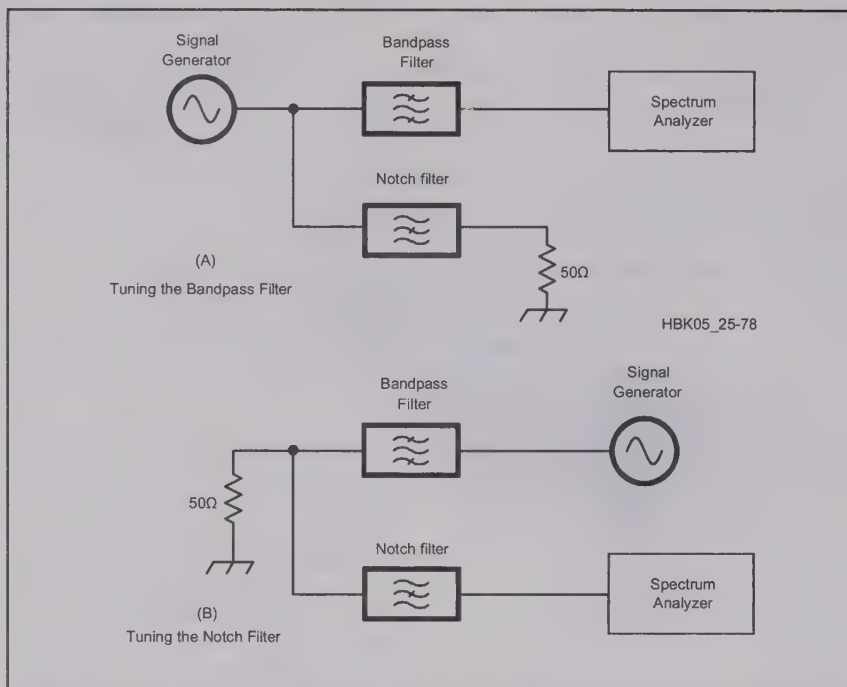 Signal
Generator
Bandpass
Filter
Spectrum
Analyzer
Notch filter
50Ω
(A)
Tuning the Bandpass Filter
HBK05_25-78
Bandpass
Filter
Signal
Generator
50Ω
Notch filter
Spectrum
Analyzer
(B)
Tuning the Notch Filter